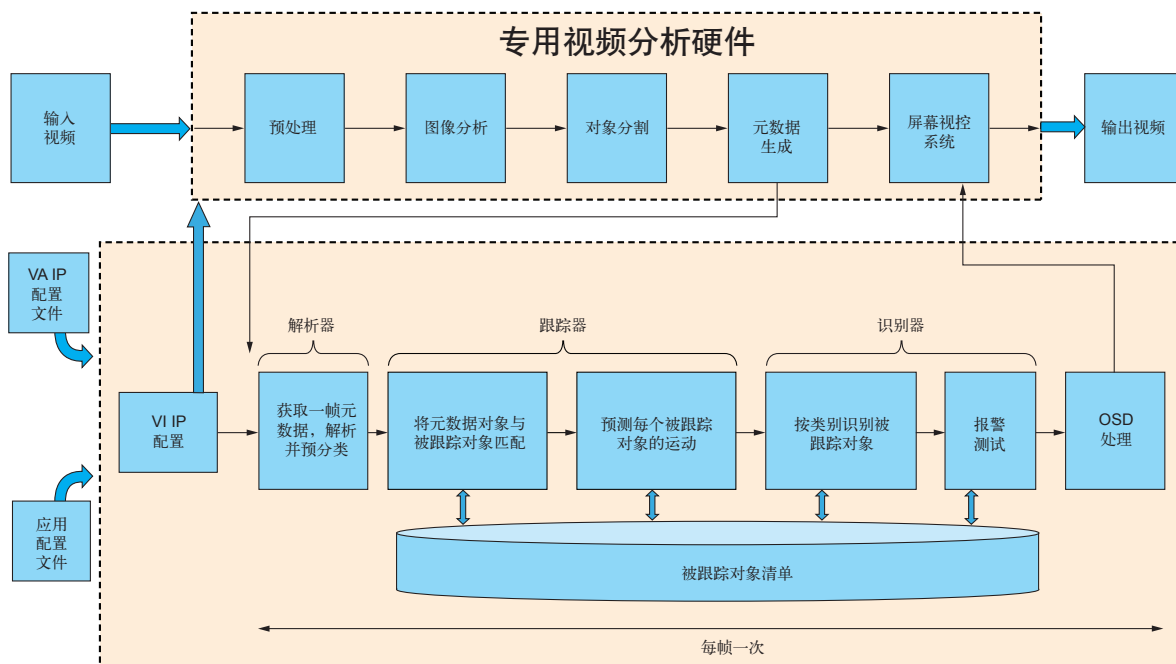 专用视频分析硬件
输入
视频
预处理
图像分析
对象分割
元数据
生成
屏幕视控
系统
输出视频
VA IP
配置
文件
解析器
跟踪器
识别器
VI IP
配置
获取一帧元
数据，解析
并预分类
将元数据对象与
被跟踪对象匹配
预测每个被跟踪
对象的运动
按类别识别被
跟踪对象
报警
测试
OSD
处理
应用
配置
文件
被跟踪对象清单
每帧一次